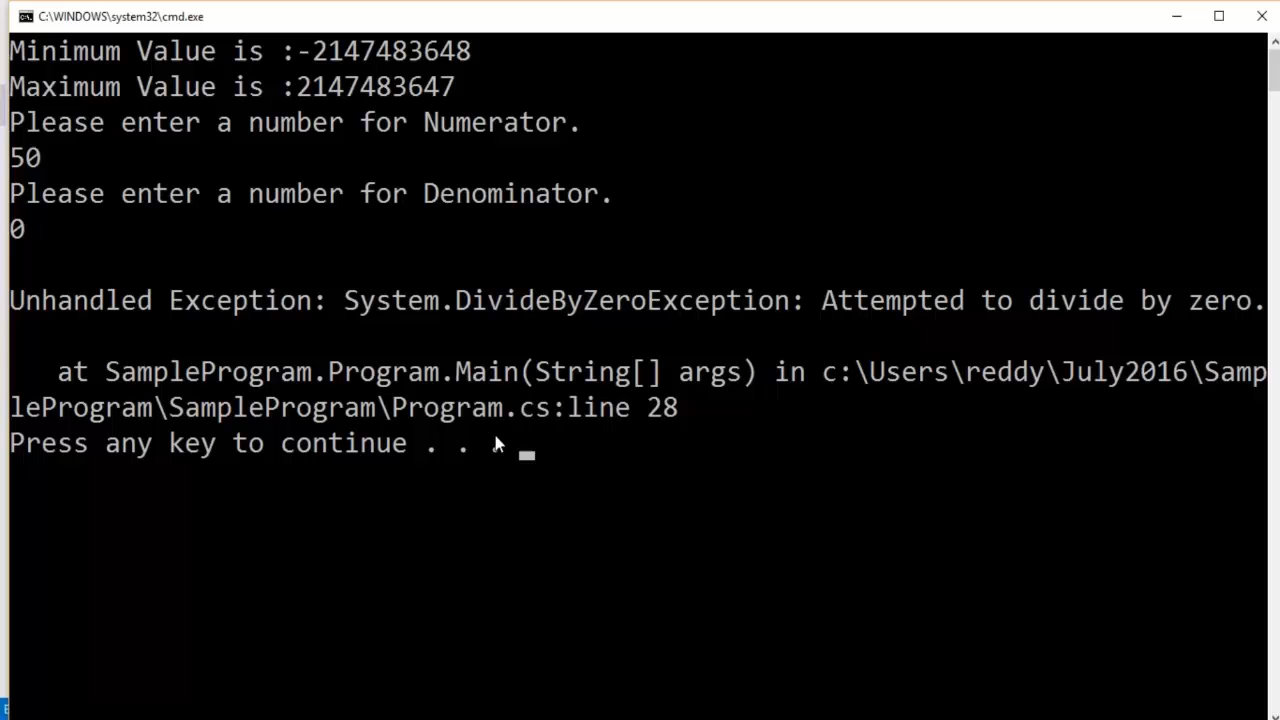 C:\WINDOWS\system32\cmd.exe
Minimum Value is :-2147483648
Maximum Value is :2147483647
Please enter a number for Numerator.
50
Please enter a number for Denominator.
0
Unhandled Exception: System.DivideByZeroException: Attempted to divide by zero.
at SampleProgram.Program.Main(String[] args) in c:\Users\reddy\July2016\Samp
leProgram\SampleProgram\Program.cs:line 28
Press any key to continue . . .